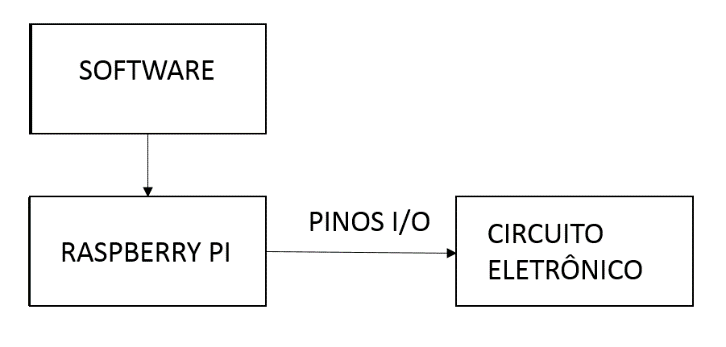 SOFTWARE
RASPBERRY PI
PINOS I/O
CIRCUITO
ELETRÔNICO